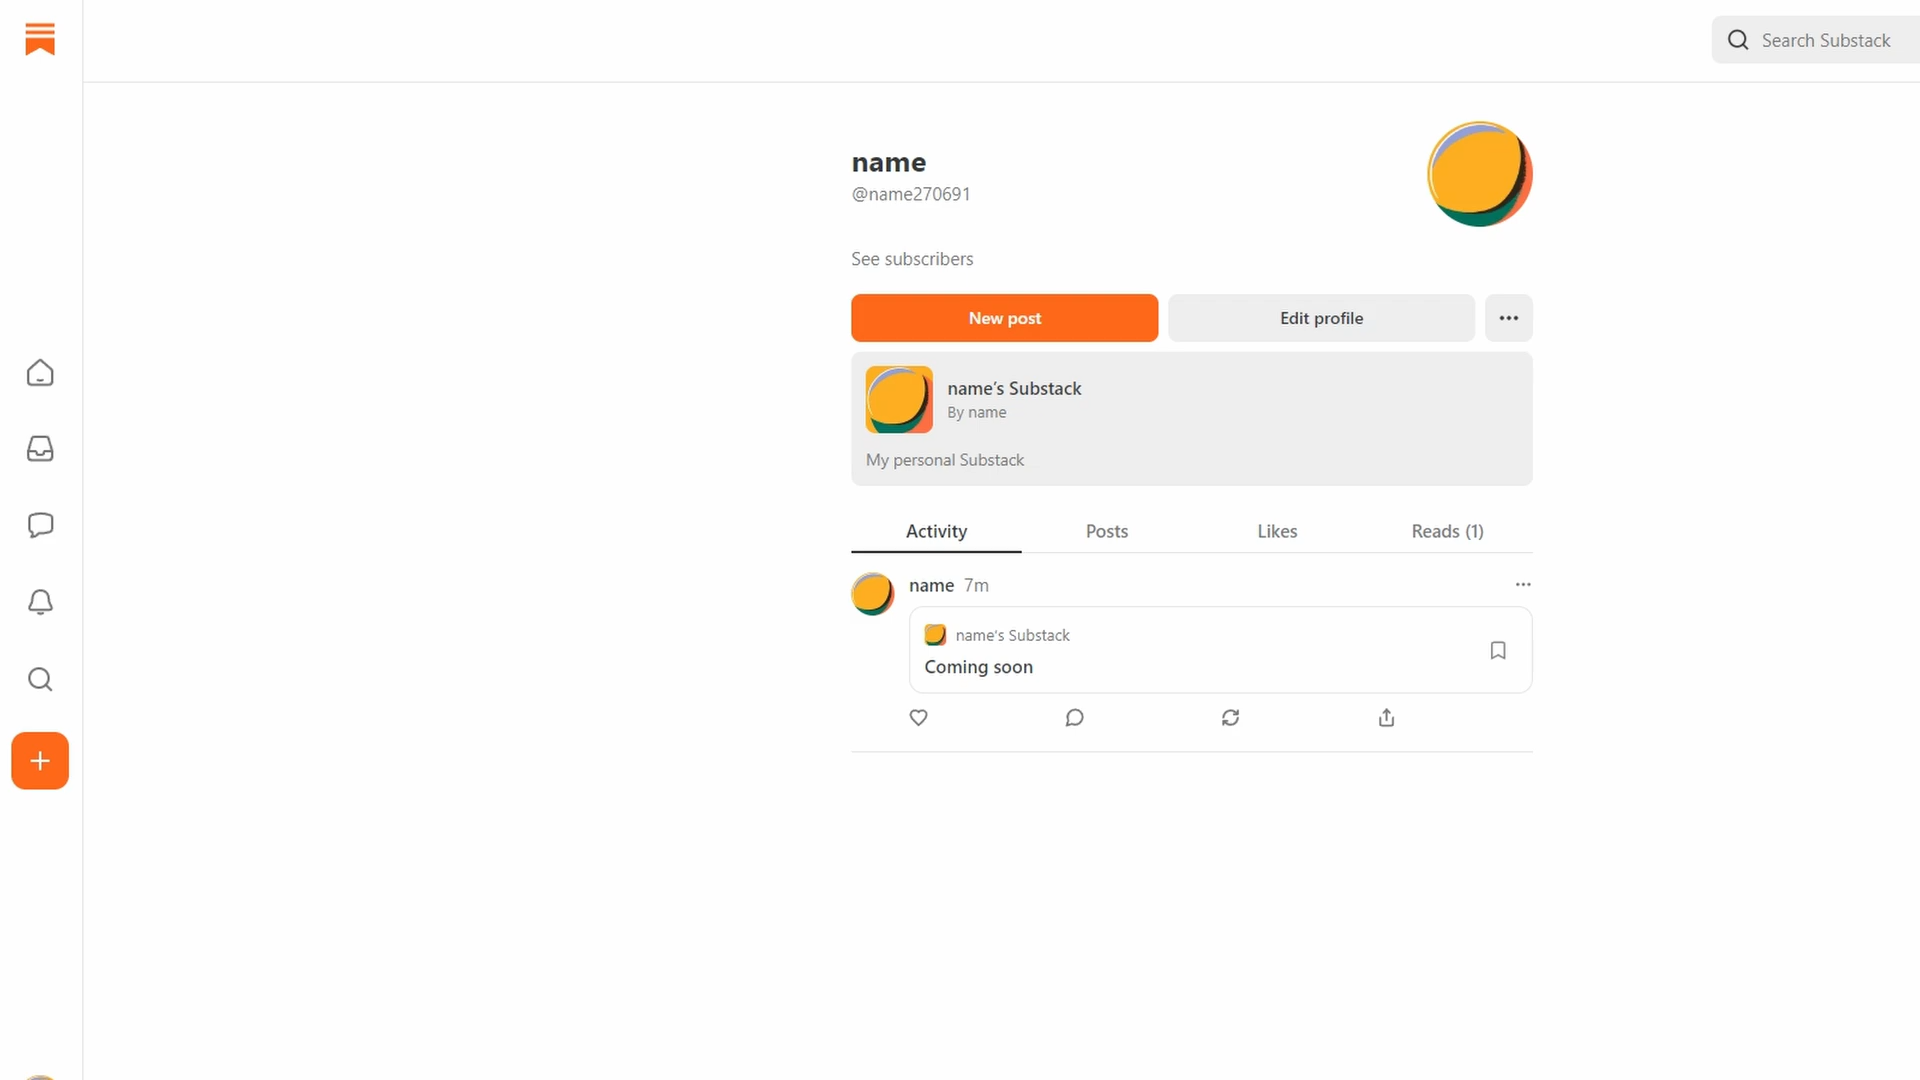 Search Substack
name
@name270691
See subscribers
New post
Edit profile
name’s Substack
By name
My personal Substack
Activity
Posts
Likes
Reads (1)
name 7m
name's Substack
Coming soon